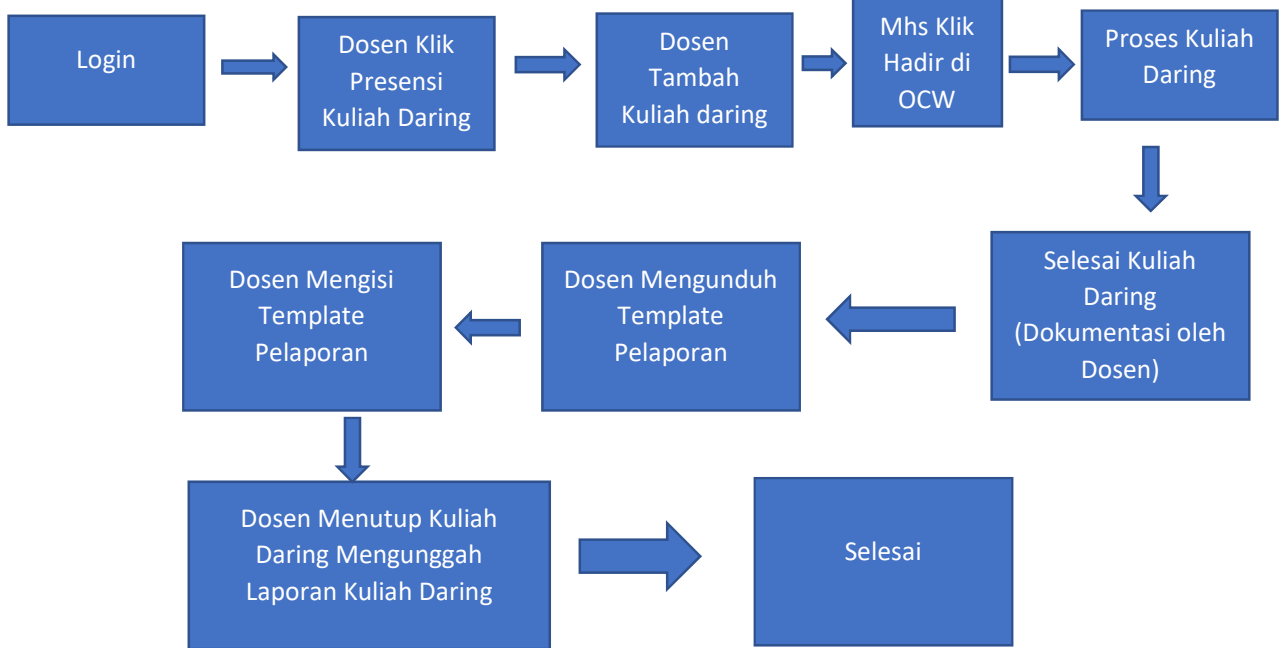 Login
Dosen Klik
Presensi
Kuliah Daring
Dosen
Tambah
Kuliah daring
Mhs Klik
Hadir di
OCW
Proses Kuliah
Daring
Selesai Kuliah
Daring
(Dokumentasi oleh
Dosen)
Dosen Mengunduh
Template
Pelaporan
Dosen Mengisi
Template
Pelaporan
Dosen Menutup Kuliah
Daring Mengunggah
Laporan Kuliah Daring
Selesai